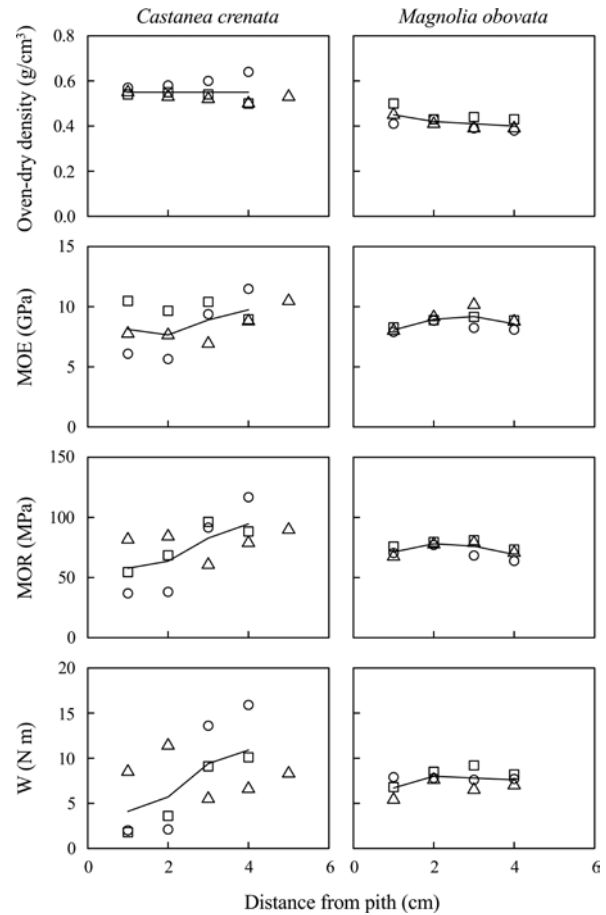 Castanea crenata Magnolia obovata
Oven-dry density (g/cm³)
0.8
0.6
0.4
0.2
0.0
MOE (GPa)
15
10
5
0
MOR (MPa)
150
100
50
0
W (N m)
20
15
10
5
0
0 2 4 6 0 2 4 6
Distance from pith (cm)